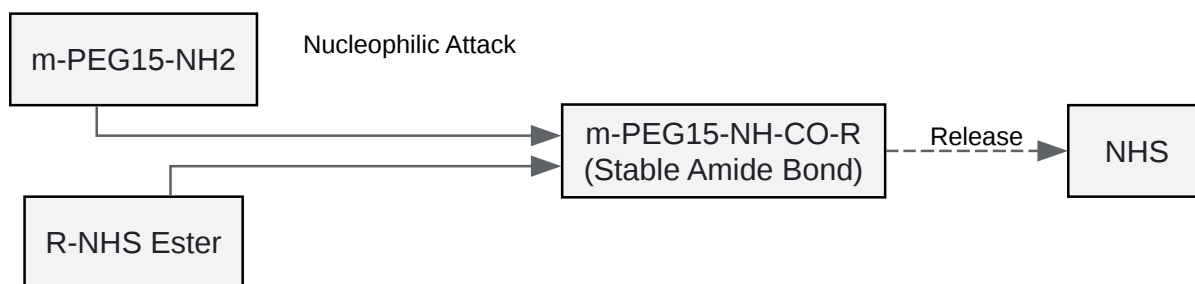 m-PEG15-NH2
Nucleophilic Attack
m-PEG15-NH-CO-R
(Stable Amide Bond)
Release
NHS
R-NHS Ester